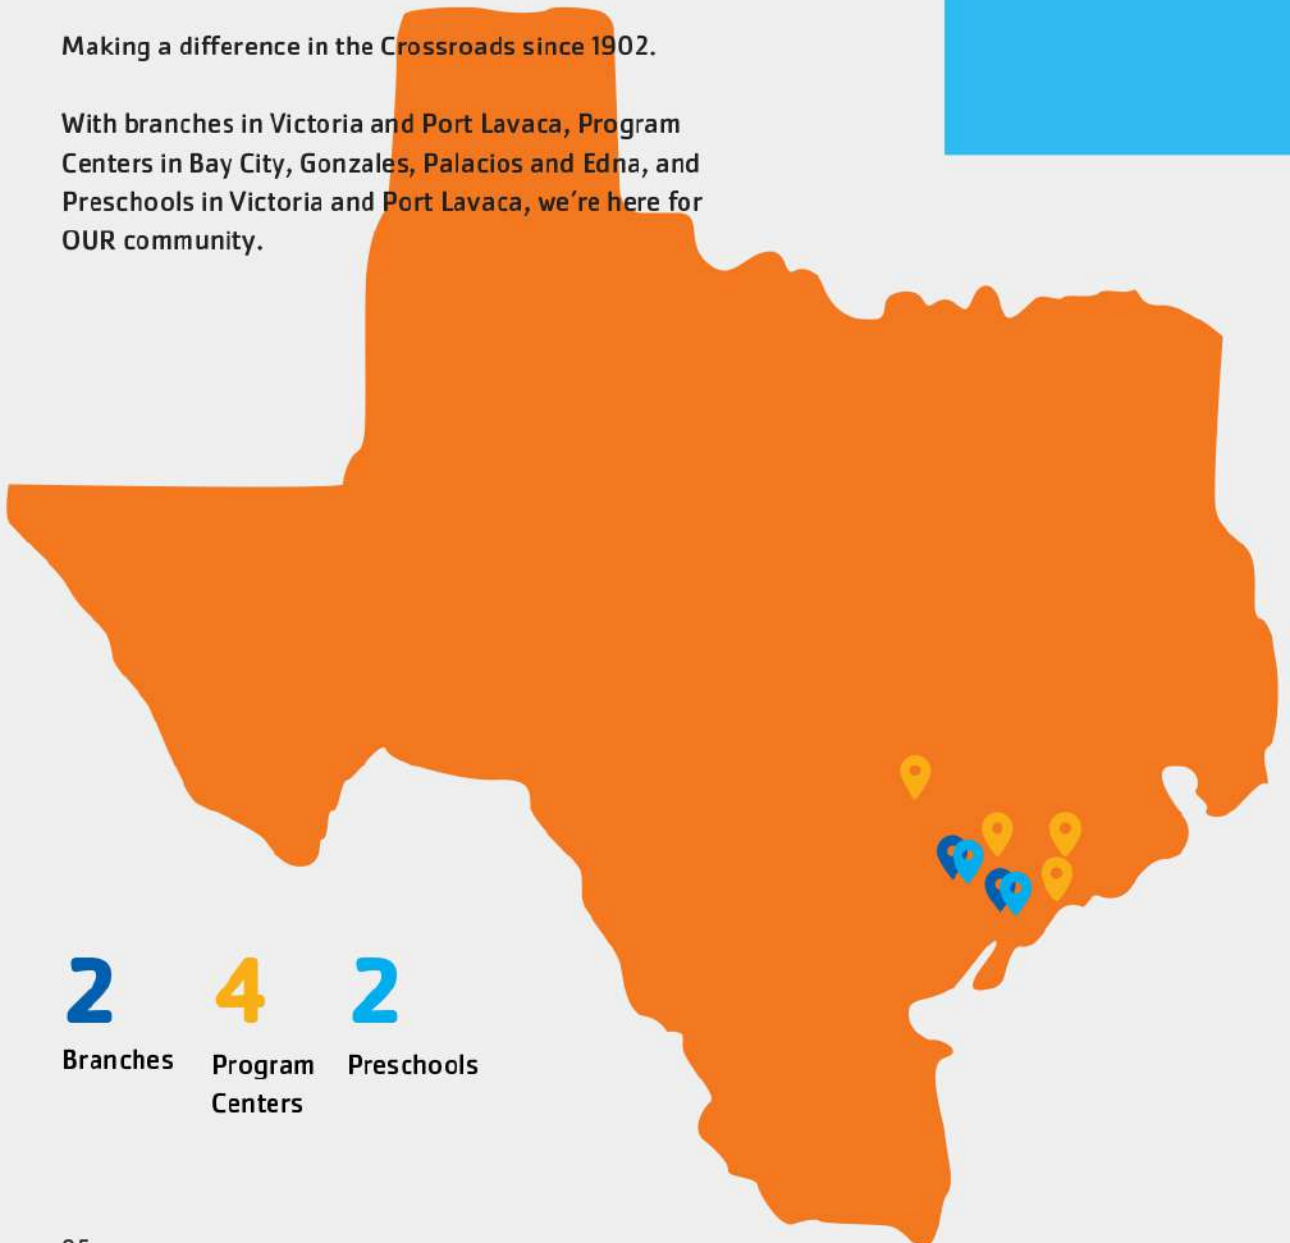 Making a difference in the Crossroads since 1902.
With branches in Victoria and Port Lavaca, Program
Centers in Bay City, Gonzales, Palacios and Edna, and
Preschools in Victoria and Port Lavaca, we're here for
OUR community.
2 4 2
Branches Program Preschools
Centers